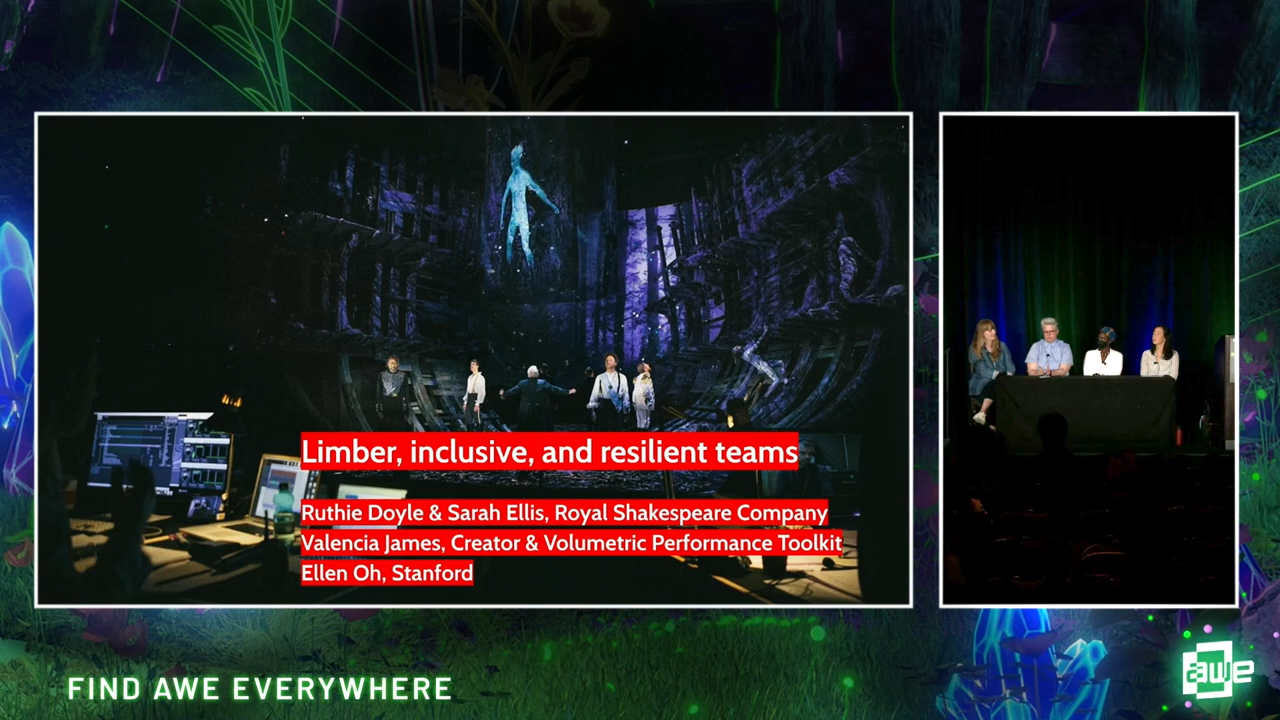 Limber, inclusive, and resilient teams
Ruthie Doyle & Sarah Ellis, Royal Shakespeare Company
Valencia James, Creator & Volumetric Performance Toolkit
Ellen Oh, Stanford
FIND AWE EVERYWHERE
awe